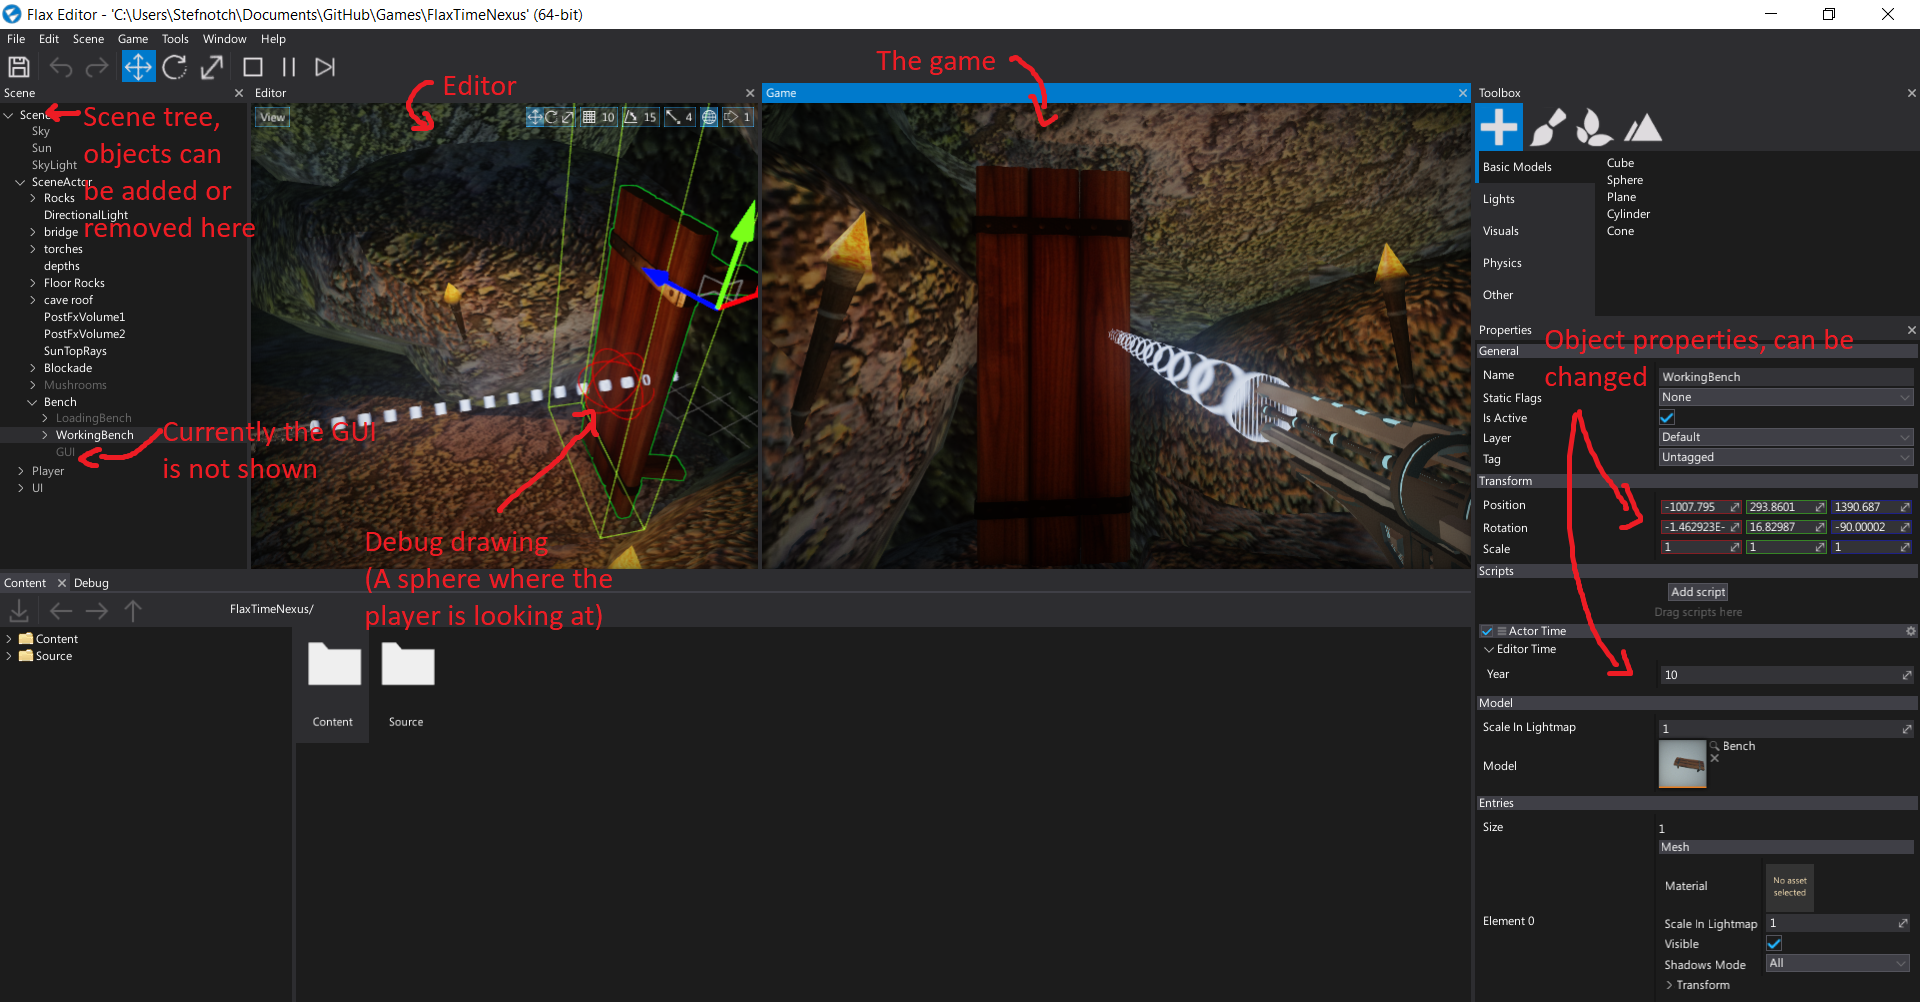 Flax Editor - 'C:\Users\Stefnotch\Documents\GitHub\Games\FlaxTimeNexus' (64-bit)
File Edit Scene Game Tools Window Help
Scene
Scene
Sky
Sun
SkyLight
SceneActor
Rocks
DirectionalLight
bridge
torches
depths
Floor Rocks
cave roof
PostFxVolume1
PostFxVolume2
SunTopRays
Blockade
Mushrooms
Bench
LoadingBench
WorkingBench
GUI
Player
UI
Scene tree,
objects can
be added or
removed here
Currently the GUI
is not shown
Editor
View
10 15 4 1
Editor
Debug drawing
(A sphere where the
player is looking at)
Game
The game
Toolbox
Basic Models
Lights
Visuals
Physics
Other
Cube
Sphere
Plane
Cylinder
Cone
Properties
Object properties, can be
changed
General
Name WorkingBench
Static Flags None
Is Active
Layer Default
Tag Untagged
Transform
Position -1007.795 293.8601 1390.687
Rotation -1.462923E- 16.82987 -90.00002
Scale 1 1 1
Scripts
Add script
Drag scripts here
Actor Time
Editor Time
Year 10
Model
Scale In Lightmap 1
Model Bench
Entries
Size 1
Mesh
Material No asset
selected
Element 0
Scale In Lightmap 1
Visible
Shadows Mode All
Transform
Content Debug
FlaxTimeNexus/
Content
Source
Content Source